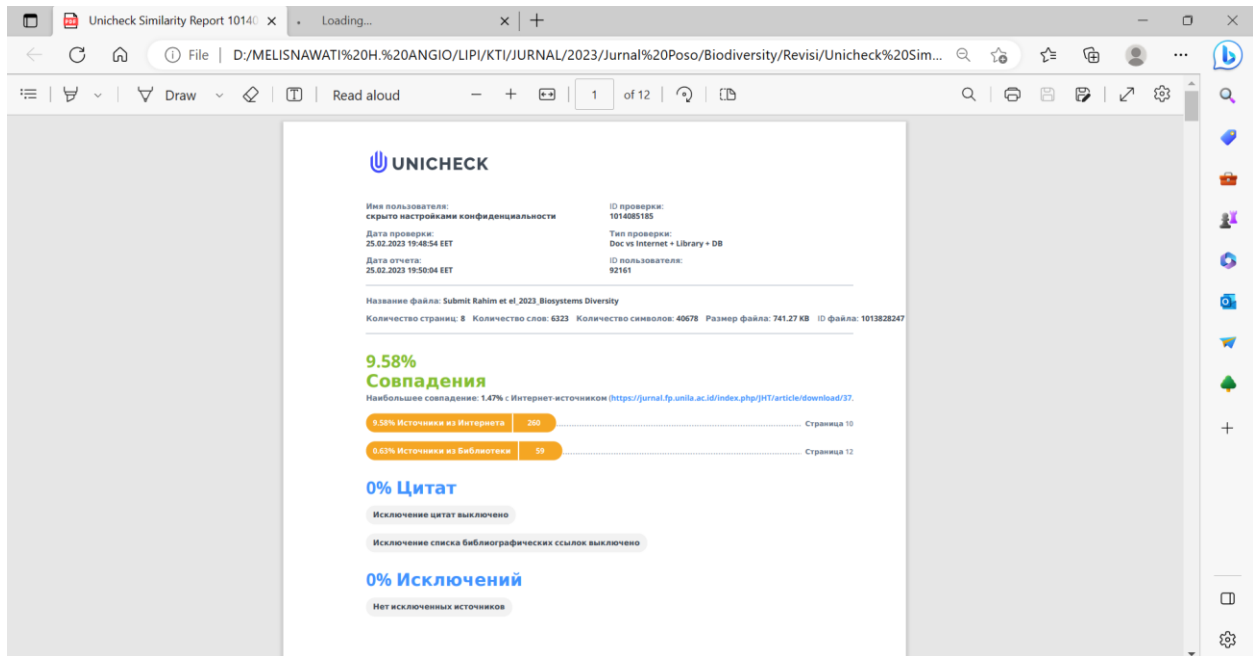 Unicheck Similarity Report 10140
Loading...
File | D:/MELISNAWATI%20H.%20ANGIO/LIPI/KTI/JURNAL/2023/Jurnal%20Poso/Biodiversity/Revisi/Unicheck%20Sim...
Draw
Read aloud
1 of 12
UNICHECK
Имя пользователя:
скрыто настройками конфиденциальности
ID проверки:
1014085185
Дата проверки:
25.02.2023 19:48:54 EET
Тип проверки:
Doc vs Internet + Library + DB
Дата отчета:
25.02.2023 19:50:04 EET
ID пользователя:
92161
Название файла: Submit Rahim et el_2023_Biosystems Diversity
Количество страниц: 8 Количество слов: 6323 Количество символов: 40678 Размер файла: 741.27 KB ID файла: 1013828247
9.58%
Совпадения
Наибольшее совпадение: 1.47% с Интернет-источником (https://jurnal.fp.unila.ac.id/index.php/JHT/article/download/37.
9.58% Источники из Интернета 260 Страница 10
0.63% Источники из Библиотеки 59 Страница 12
0% Цитат
Исключение цитат выключено
Исключение списка библиографических ссылок выключено
0% Исключений
Нет исключенных источников